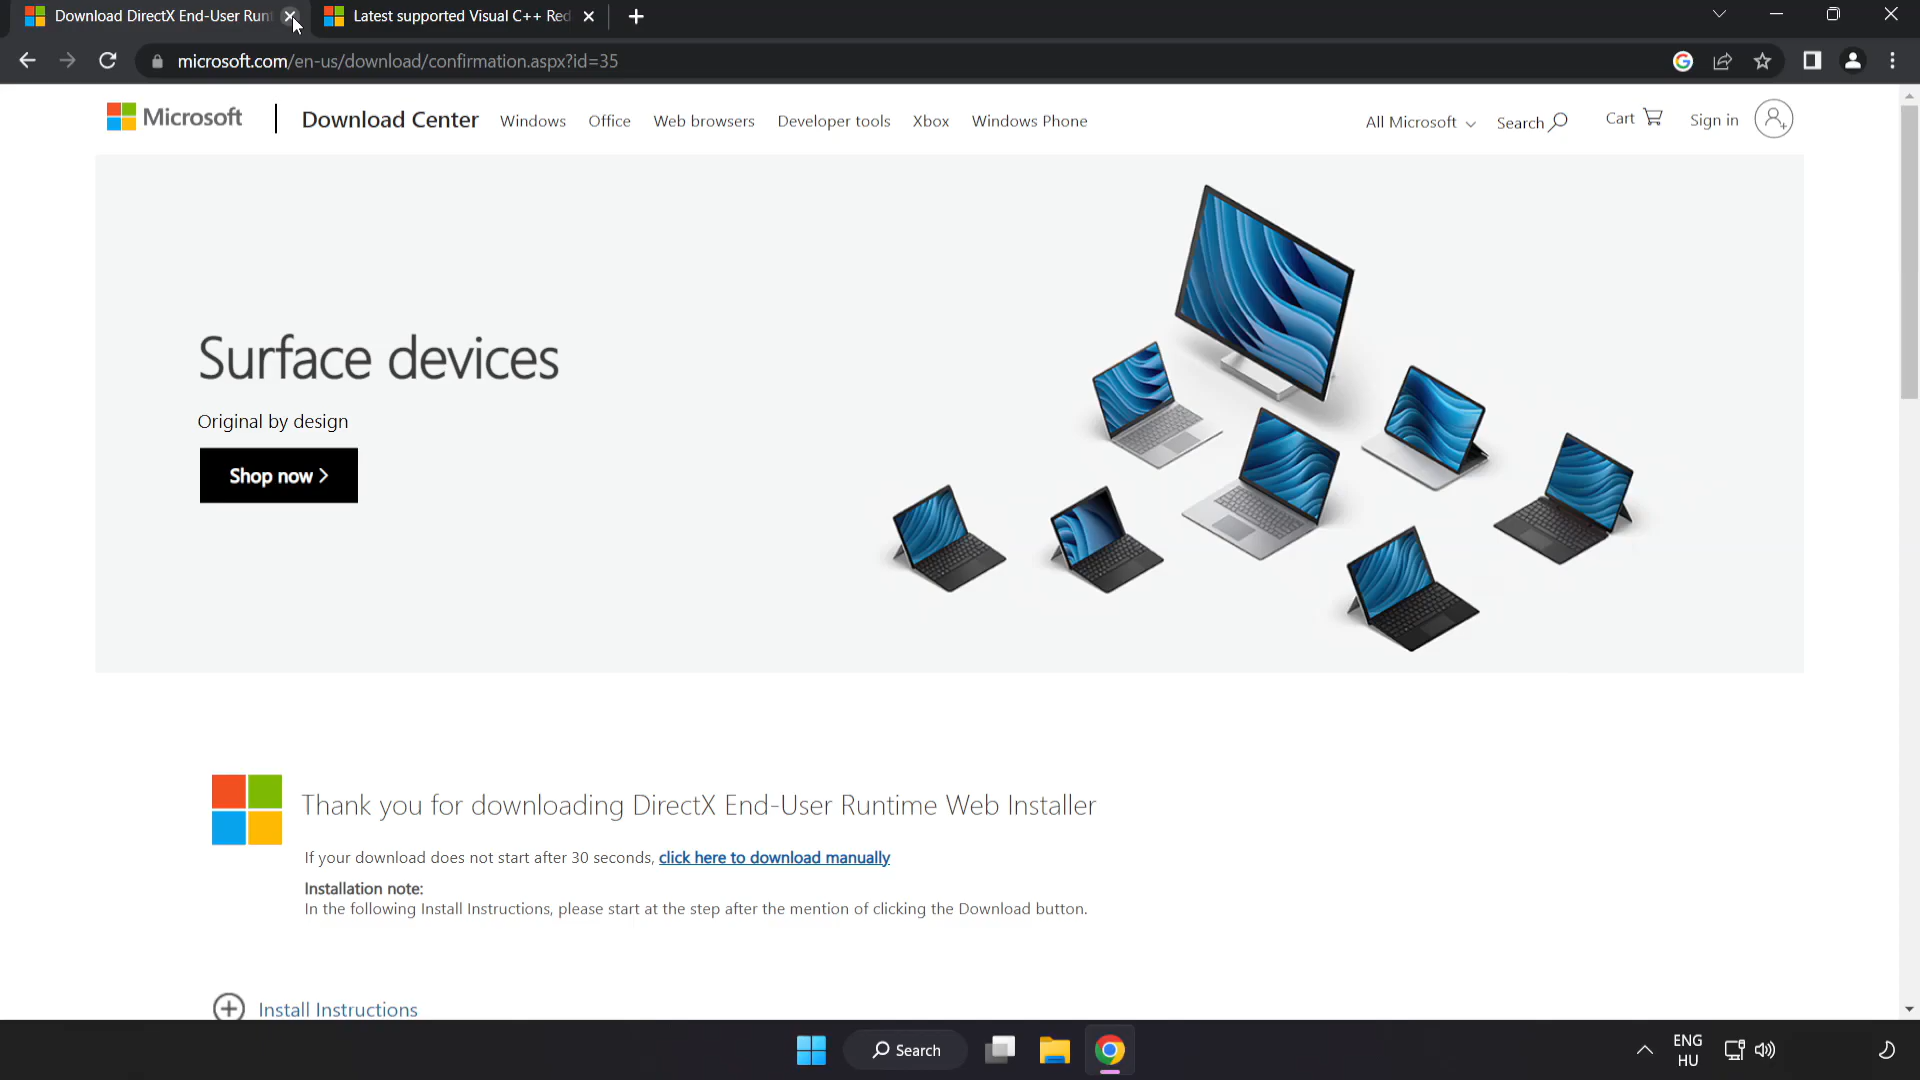 Download DirectX End-User Runt
Latest supported Visual C++ Red
microsoft.com/en-us/download/confirmation.aspx?id=35
Microsoft
Download Center
Windows
Office
Web browsers
Developer tools
Xbox
Windows Phone
All Microsoft
Search
Cart
Sign in
Surface devices
Original by design
Shop now
Thank you for downloading DirectX End-User Runtime Web Installer
If your download does not start after 30 seconds, click here to download manually
Installation note:
In the following Install Instructions, please start at the step after the mention of clicking the Download button.
Install Instructions
Search
ENG
HU